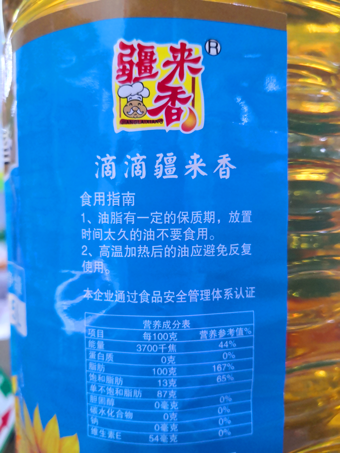 疆来香
R
滴滴疆来香
食用指南
1、油脂有一定的保质期，放置
时间太久的油不要食用。
2、高温加热后的油应避免反复
使用。
本企业通过食品安全管理体系认证
营养成分表
项目 每100克 营养参考值%
能量 3700千焦 44%
蛋白质 0克 0%
脂肪 100克 167%
饱和脂肪 13克 65%
单不饱和脂肪 87克
胆固醇 0毫克 0%
碳水化合物 0克 0%
钠 0毫克 0%
维生素E 54毫克